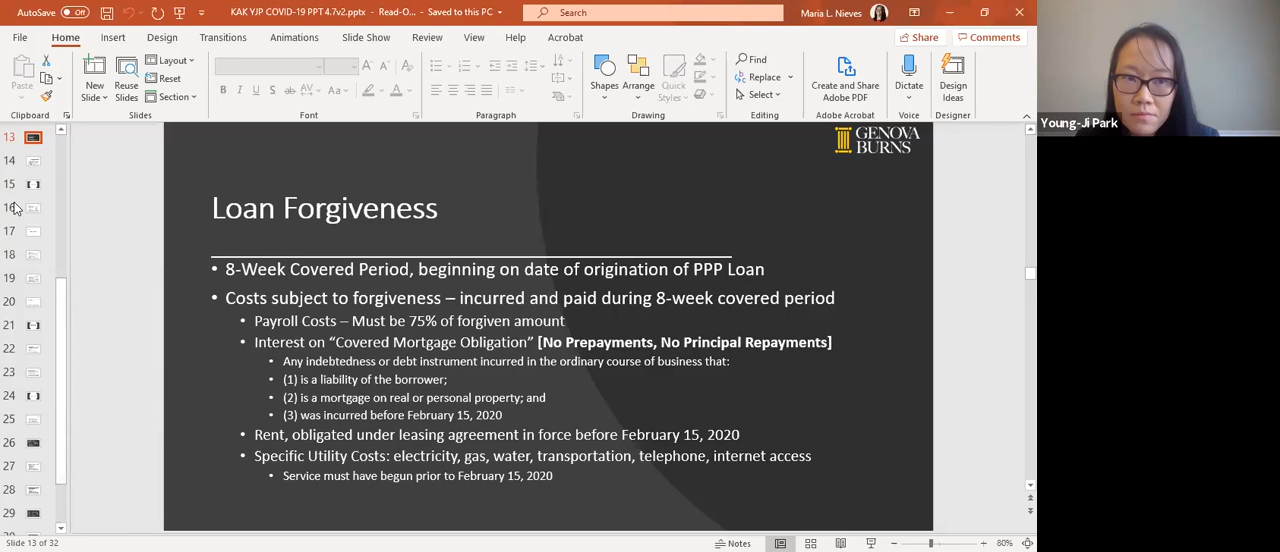 AutoSave Off KAK YJP COVID-19 PPT 4.7v2.pptx - Read-O... - Saved to this PC Search Maria L. Nieves
File Home Insert Design Transitions Animations Slide Show Review View Help Acrobat Share Comments
Paste New Slide Reuse Slides Layout Reset Section Shapes Arrange Quick Styles Find Replace Select Create and Share Adobe PDF Dictate Design Ideas
Clipboard Slides Font Paragraph Drawing Editing Adobe Acrobat Voice Designer
Young-Ji Park
GENOVA
BURNS
13
14
15
16
17
18
19
20
21
22
23
24
25
26
27
28
29
Loan Forgiveness
• 8-Week Covered Period, beginning on date of origination of PPP Loan
• Costs subject to forgiveness – incurred and paid during 8-week covered period
• Payroll Costs – Must be 75% of forgiven amount
• Interest on “Covered Mortgage Obligation” [No Prepayments, No Principal Repayments]
• Any indebtedness or debt instrument incurred in the ordinary course of business that:
• (1) is a liability of the borrower;
• (2) is a mortgage on real or personal property; and
• (3) was incurred before February 15, 2020
• Rent, obligated under leasing agreement in force before February 15, 2020
• Specific Utility Costs: electricity, gas, water, transportation, telephone, internet access
• Service must have begun prior to February 15, 2020
Slide 13 of 32 Notes 80%